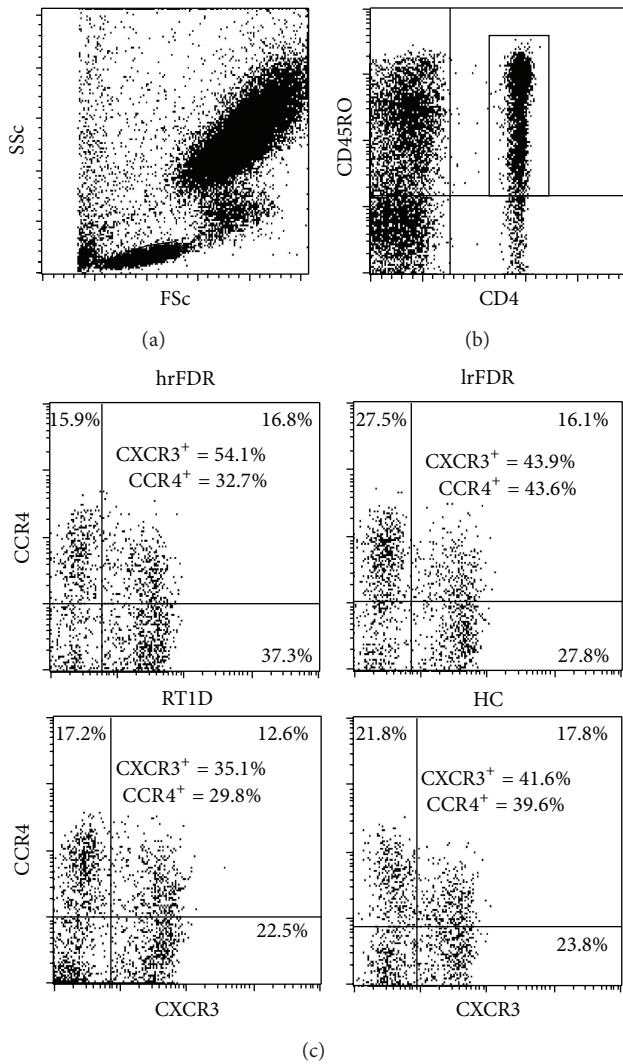 SSc
FSc
(a)
CD45RO
CD4
(b)
hrFDR
15.9%
16.8%
CXCR3⁺ = 54.1%
CCR4⁺ = 32.7%
37.3%
CCR4
lrFDR
27.5%
16.1%
CXCR3⁺ = 43.9%
CCR4⁺ = 43.6%
27.8%
RT1D
17.2%
12.6%
CXCR3⁺ = 35.1%
CCR4⁺ = 29.8%
22.5%
CCR4
CXCR3
HC
21.8%
17.8%
CXCR3⁺ = 41.6%
CCR4⁺ = 39.6%
23.8%
CXCR3
(c)